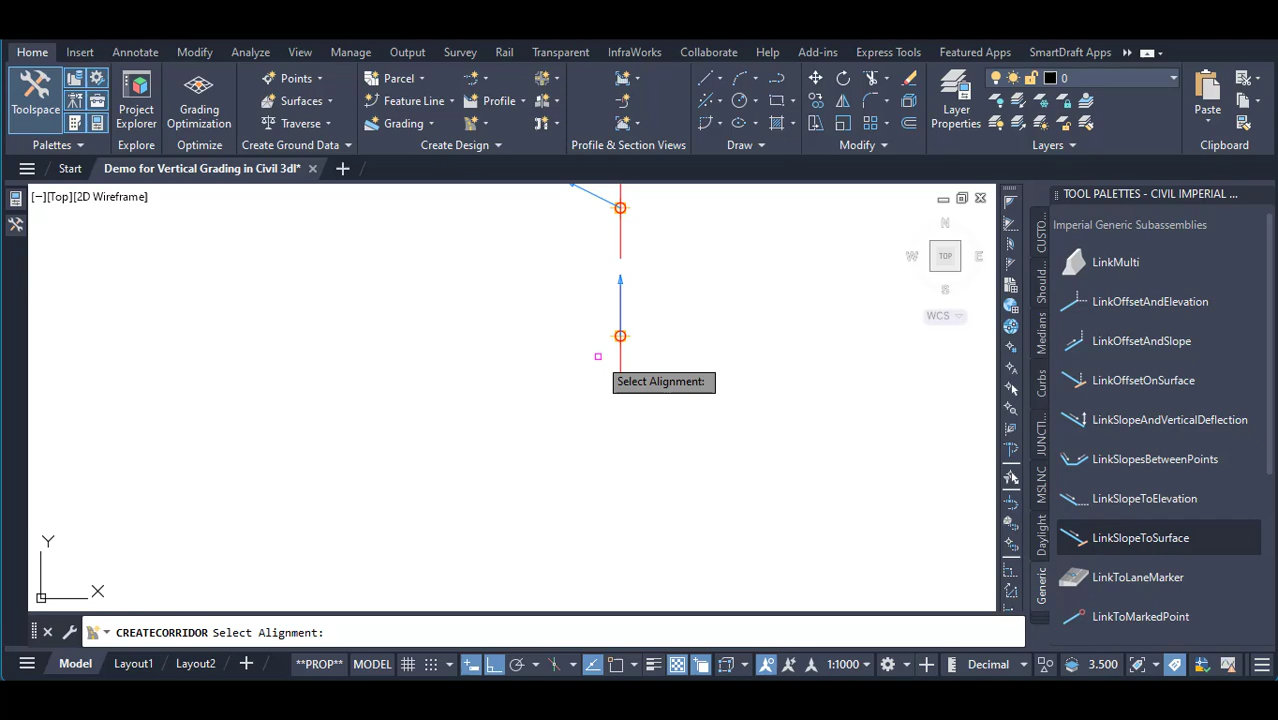 Home Insert Annotate Modify Analyze View Manage Output Survey Rail Transparent InfraWorks Collaborate Help Add-ins Express Tools Featured Apps SmartDraft Apps
Toolspace
Project Explorer
Grading Optimization
Points
Surfaces
Traverse
Parcel
Feature Line
Grading
Profile
Layer Properties
0
Paste
Palettes Explore Optimize Create Ground Data Create Design Profile & Section Views Draw Modify Layers Clipboard
Start Demo for Vertical Grading in Civil 3dl*
[−][Top][2D Wireframe]
N
W TOP E
S
WCS
Select Alignment:
Y
X
TOOL PALETTES - CIVIL IMPERIAL ...
Imperial Generic Subassemblies
LinkMulti
LinkOffsetAndElevation
LinkOffsetAndSlope
LinkOffsetOnSurface
LinkSlopeAndVerticalDeflection
LinkSlopesBetweenPoints
LinkSlopeToElevation
LinkSlopeToSurface
LinkToLaneMarker
LinkToMarkedPoint
CUSTO...
Should...
Medians
Curbs
JUNCTI...
MSLNC
Daylight
Generic
CREATECORRIDOR Select Alignment:
Model Layout1 Layout2 **PROP** MODEL 1:1000 Decimal 3.500